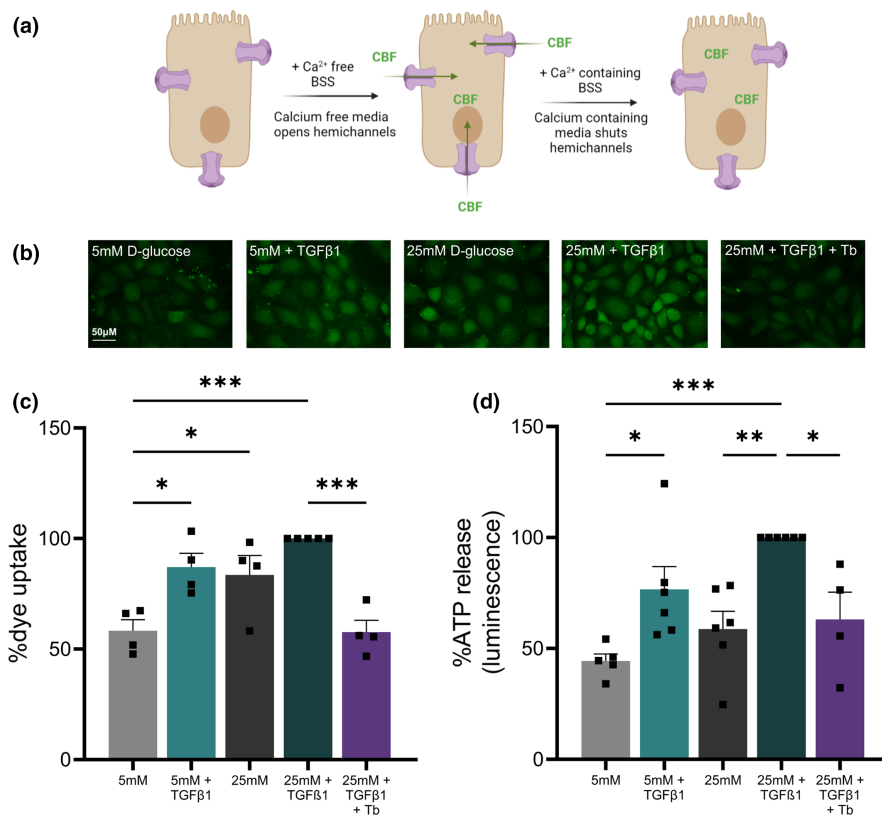 (a)
+ Ca²⁺ free
BSS
Calcium free media
opens hemichannels
CBF
CBF
CBF
CBF
+ Ca²⁺ containing
BSS
Calcium containing
media shuts
hemichannels
CBF
CBF
(b)
5mM D-glucose
50μM
5mM + TGFβ1
25mM D-glucose
25mM + TGFβ1
25mM + TGFβ1 + Tb
(c)
%dye uptake
150
100
50
0
***
*
*
***
5mM
5mM +
TGFβ1
25mM
25mM +
TGFß1
25mM +
TGFβ1
+ Tb
(d)
%ATP release
(luminescence)
150
100
50
0
***
*
**
*
5mM
5mM +
TGFβ1
25mM
25mM +
TGFß1
25mM +
TGFβ1
+ Tb